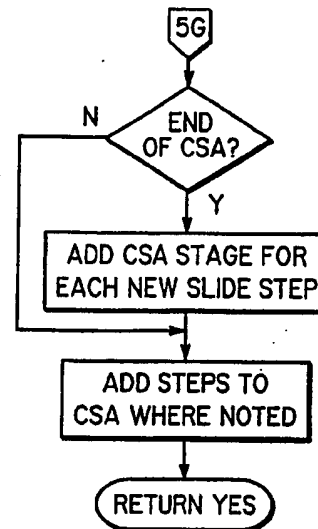 5G
END
OF CSA?
N
Y
ADD CSA STAGE FOR
EACH NEW SLIDE STEP
ADD STEPS TO
CSA WHERE NOTED
RETURN YES